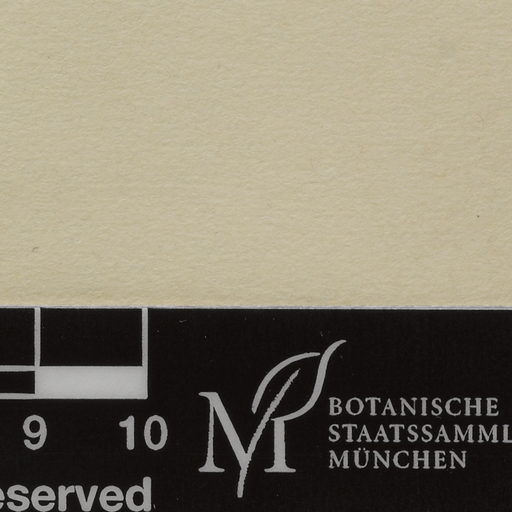 9 10
eserved
M
BOTANISCHE
STAATSSAMML
MÜNCHEN